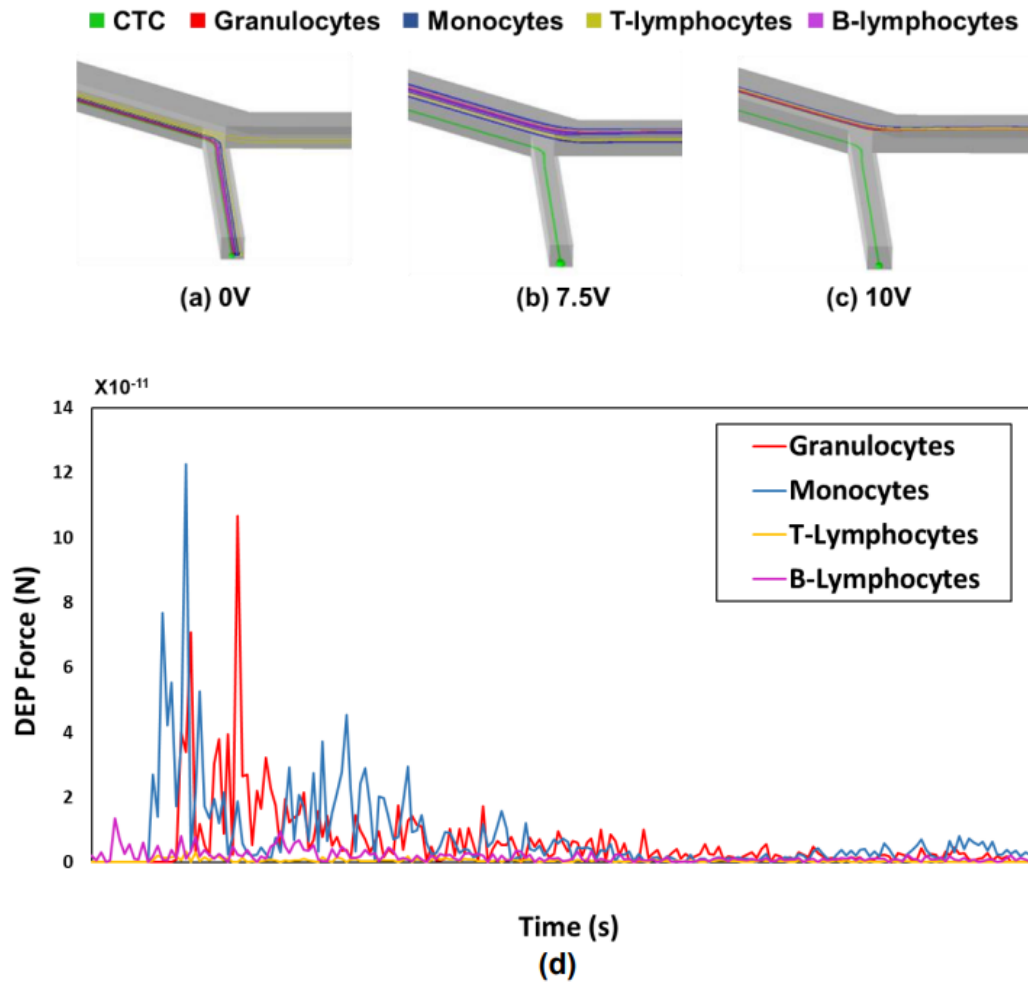 CTC Granulocytes Monocytes T-lymphocytes B-lymphocytes
(a) 0V (b) 7.5V (c) 10V
X10-11
14
12
10
8
6
4
2
0
DEP Force (N)
Granulocytes
Monocytes
T-Lymphocytes
B-Lymphocytes
Time (s)
(d)